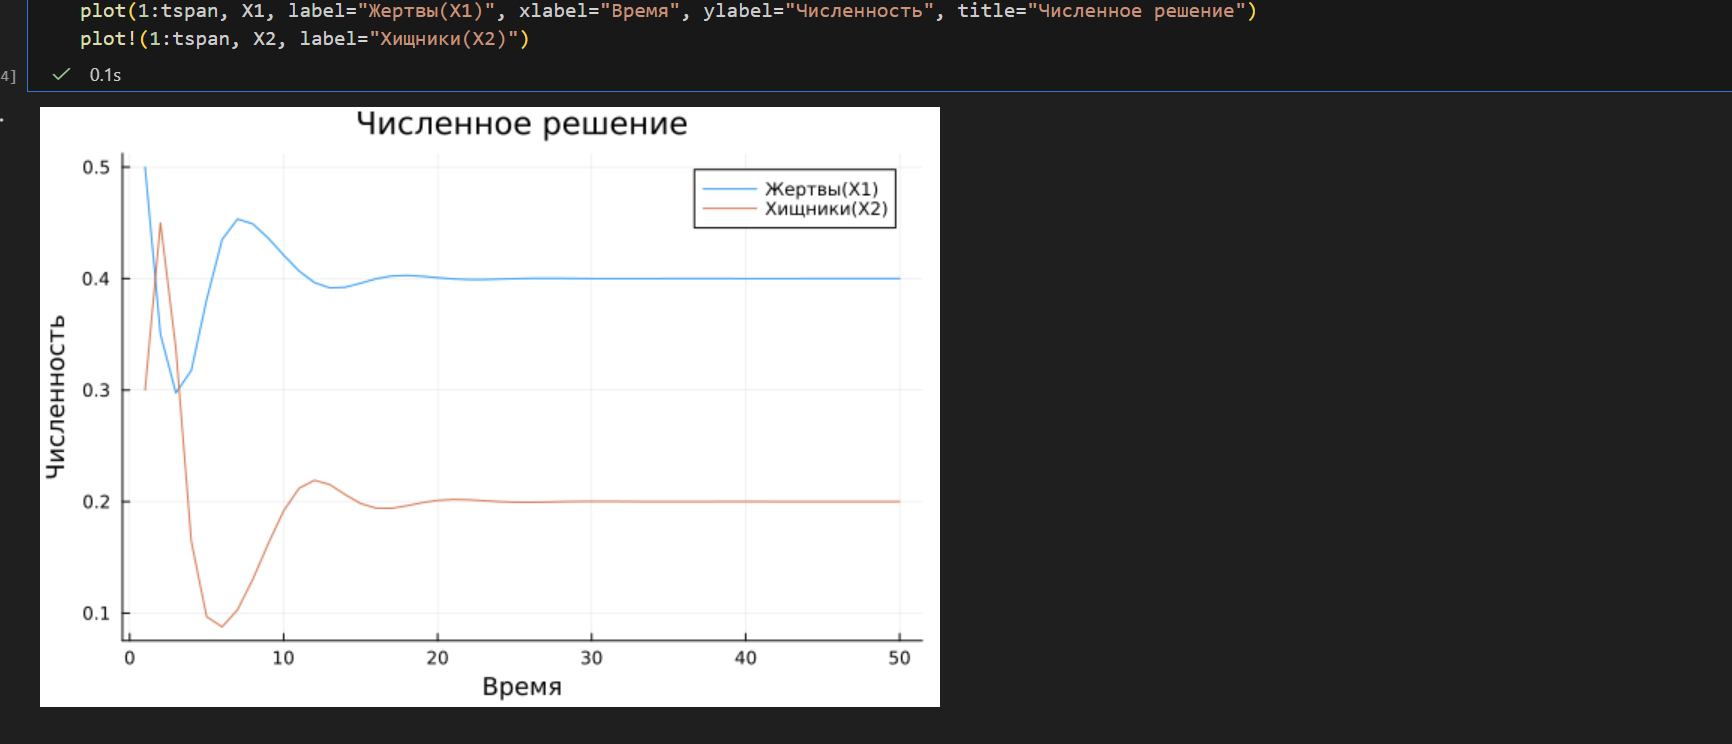 plot(1:tspan, X1, label="Жертвы(X1)", xlabel="Время", ylabel="Численность", title="Численное решение")
plot!(1:tspan, X2, label="Хищники(X2)")
4]
0.1s
Численное решение
0.5
0.4
0.3
0.2
0.1
Численность
Жертвы(X1)
Хищники(X2)
0 10 20 30 40 50
Время